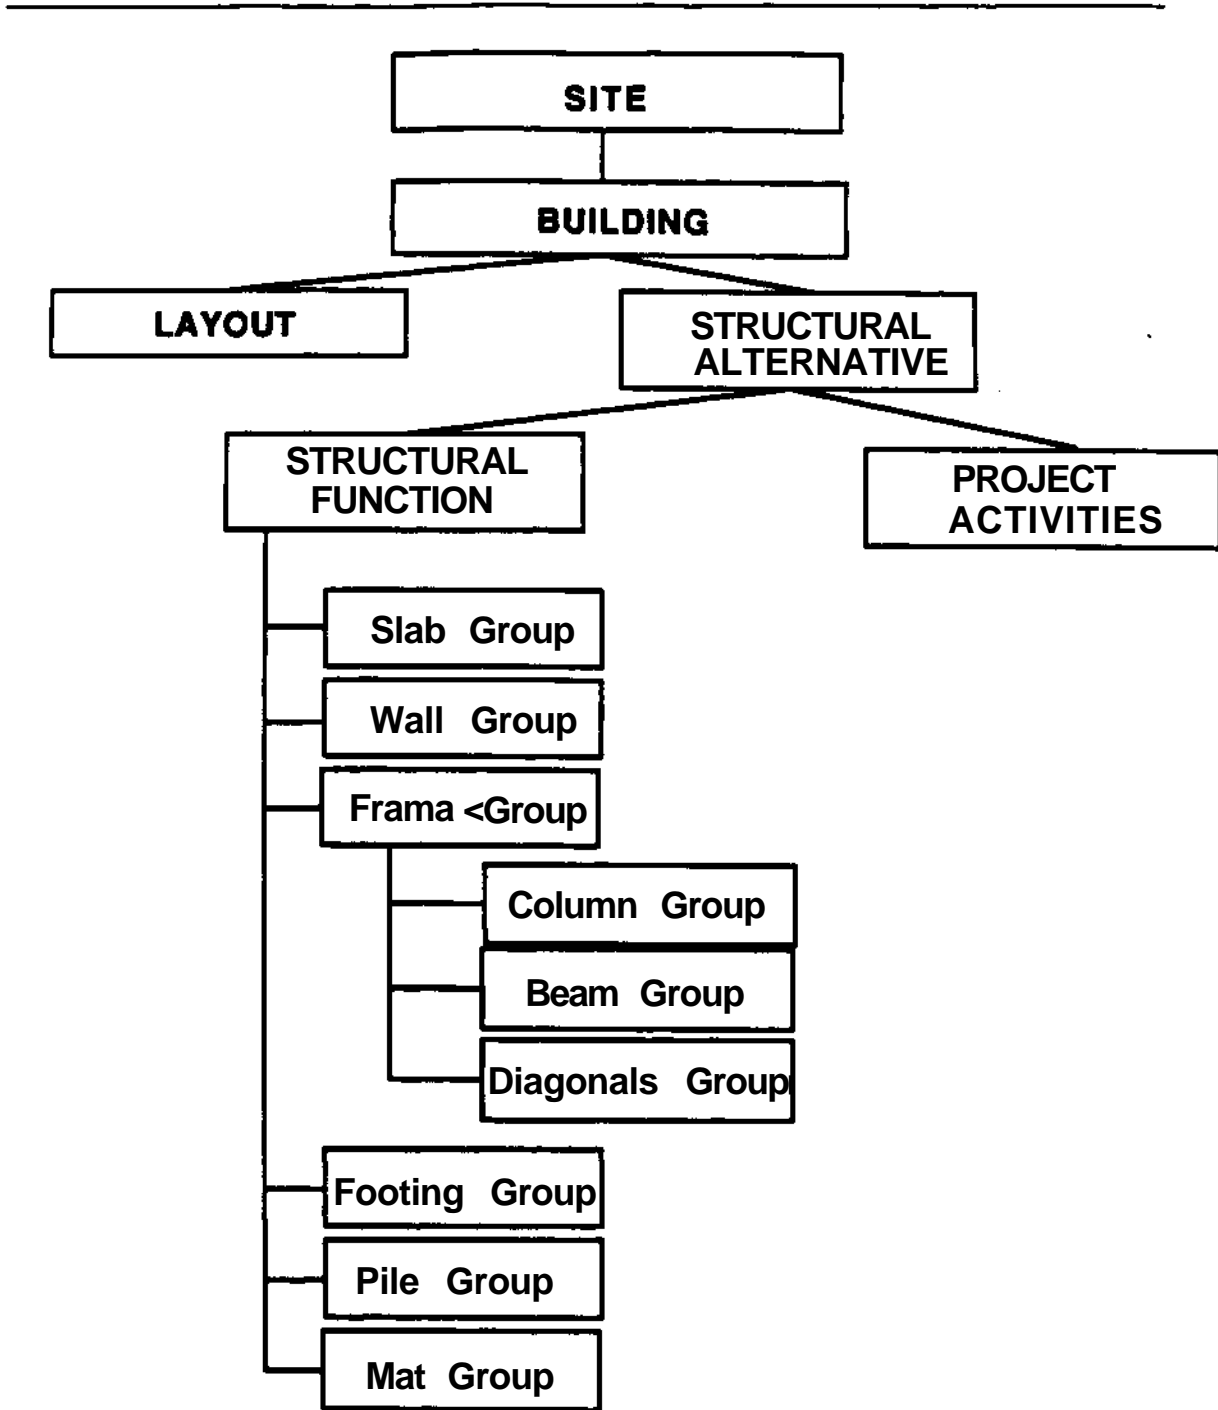 SITE
BUILDING
LAYOUT
STRUCTURAL
ALTERNATIVE
STRUCTURAL
FUNCTION
PROJECT
ACTIVITIES
Slab Group
Wall Group
Frama <Group
Column Group
Beam Group
Diagonals Group
Footing Group
Pile Group
Mat Group